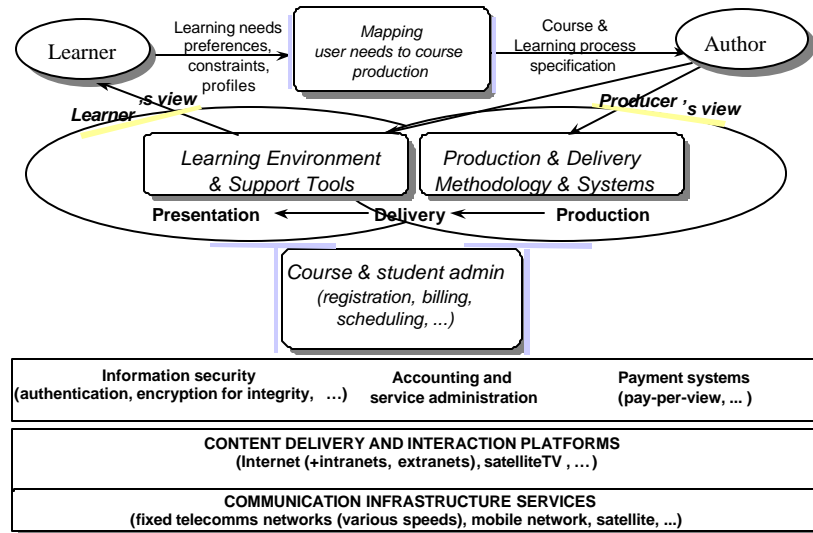 Learner
Learning needs
preferences,
constraints,
profiles
Mapping
user needs to course
production
Course &
Learning process
specification
Author
Learner 's view
Producer 's view
Learning Environment
& Support Tools
Production & Delivery
Methodology & Systems
Presentation Delivery Production
Course & student admin
(registration, billing,
scheduling, ...)
Information security
(authentication, encryption for integrity, ...)
Accounting and
service administration
Payment systems
(pay-per-view, ... )
CONTENT DELIVERY AND INTERACTION PLATFORMS
(Internet (+intranets, extranets), satelliteTV , ...)
COMMUNICATION INFRASTRUCTURE SERVICES
(fixed telecomms networks (various speeds), mobile network, satellite, ...)